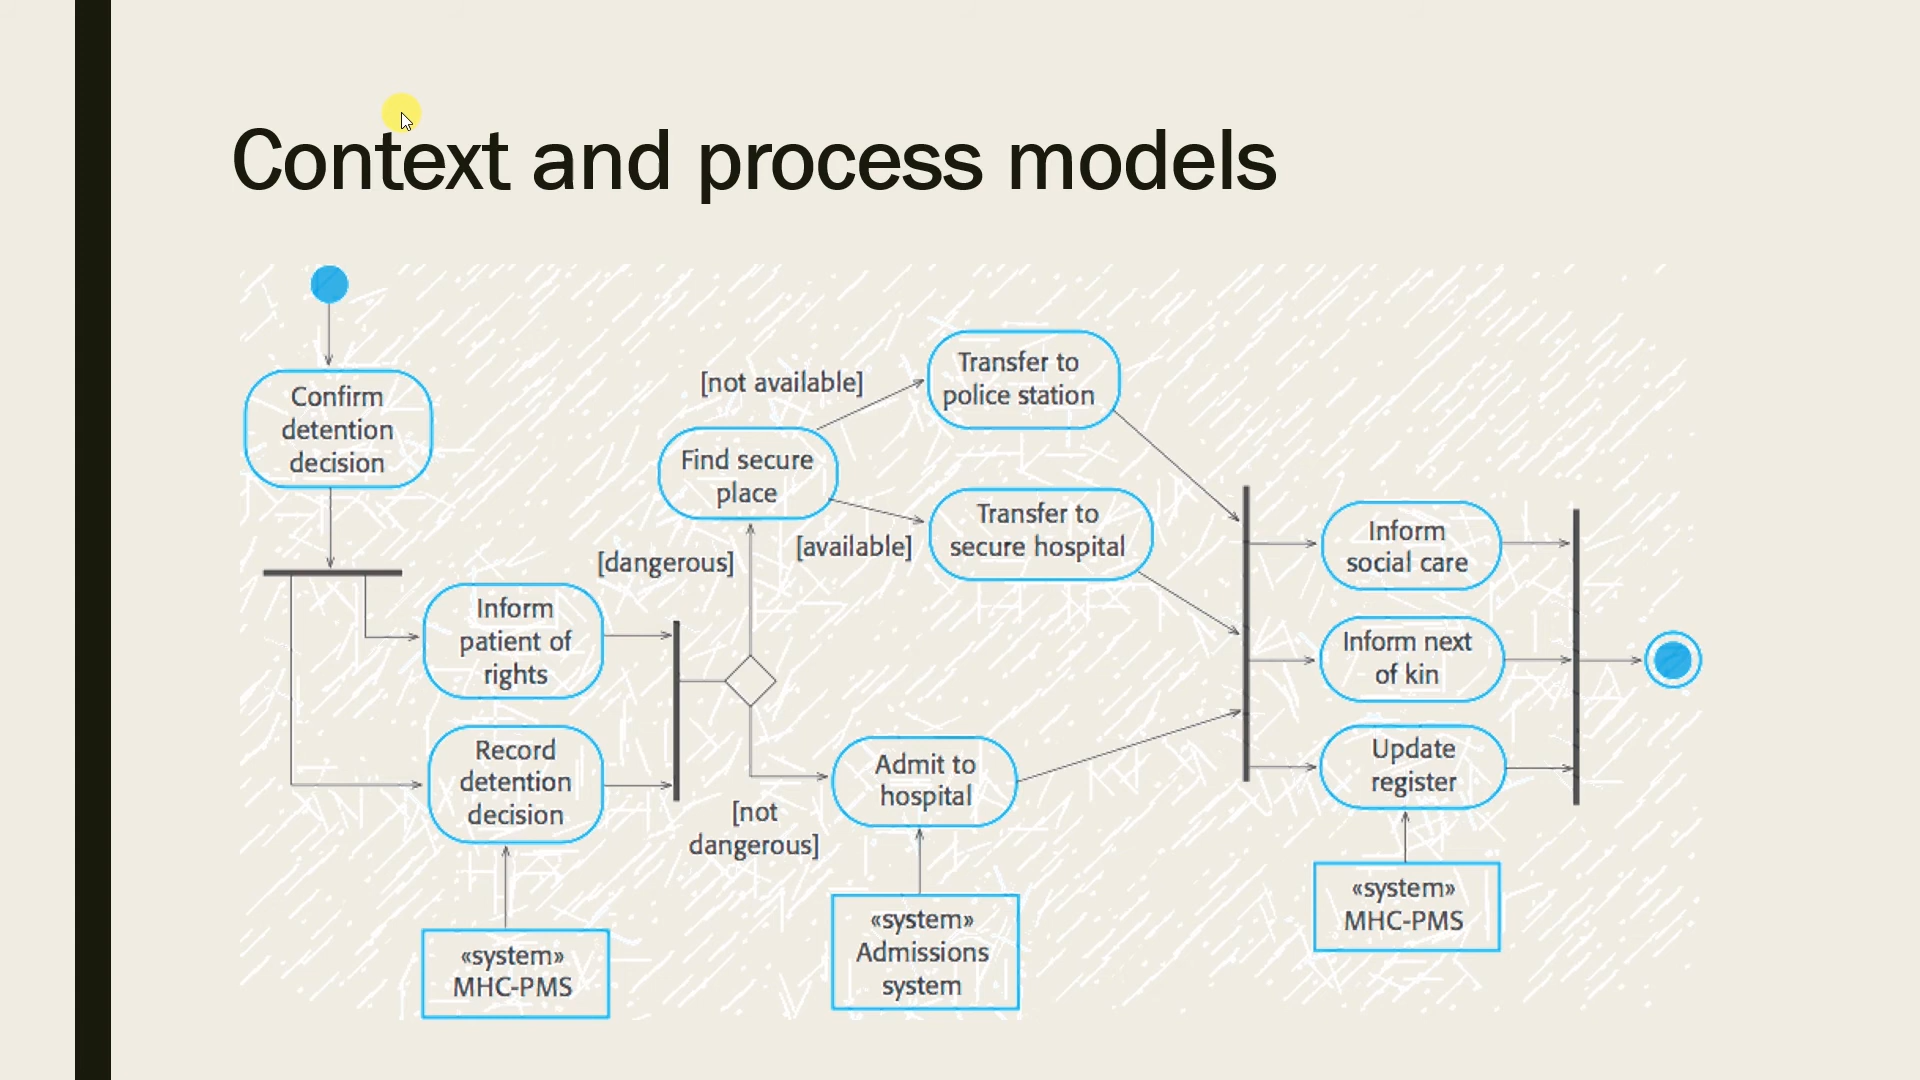 Context and process models
Confirm
detention
decision
Inform
patient of
rights
Record
detention
decision
«system»
MHC-PMS
[dangerous]
[not
dangerous]
Find secure
place
[not available]
[available]
Transfer to
police station
Transfer to
secure hospital
Admit to
hospital
«system»
Admissions
system
Inform
social care
Inform next
of kin
Update
register
«system»
MHC-PMS